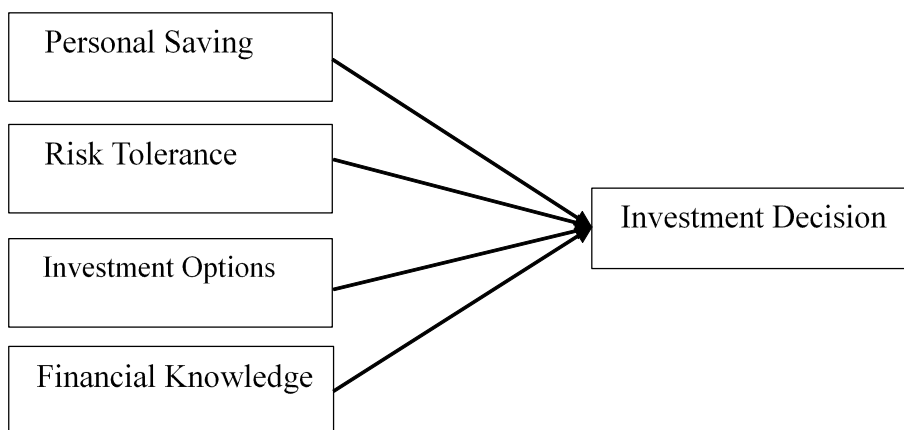 Personal Saving
Risk Tolerance
Investment Options
Financial Knowledge
Investment Decision